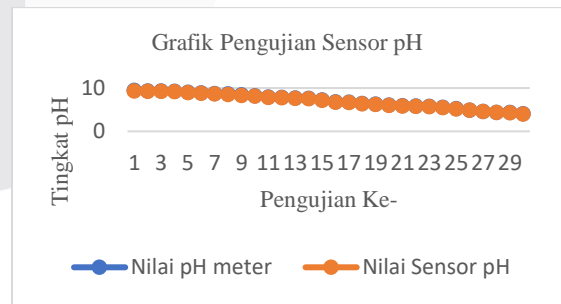 Grafik Pengujian Sensor pH
Tingkat pH
10
0
1 3 5 7 9 11 13 15 17 19 21 23 25 27 29
Pengujian Ke-
Nilai pH meter Nilai Sensor pH